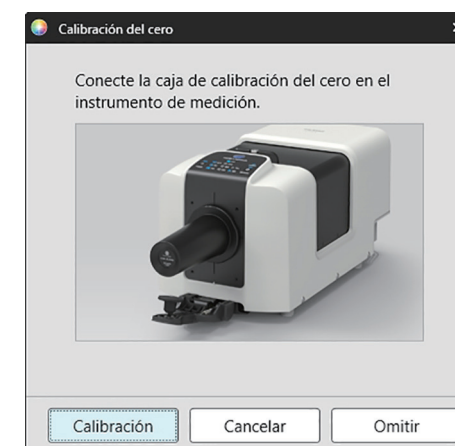 Calibración del cero
Conecte la caja de calibración del cero en el
instrumento de medición.
Calibración
Cancelar
Omitir